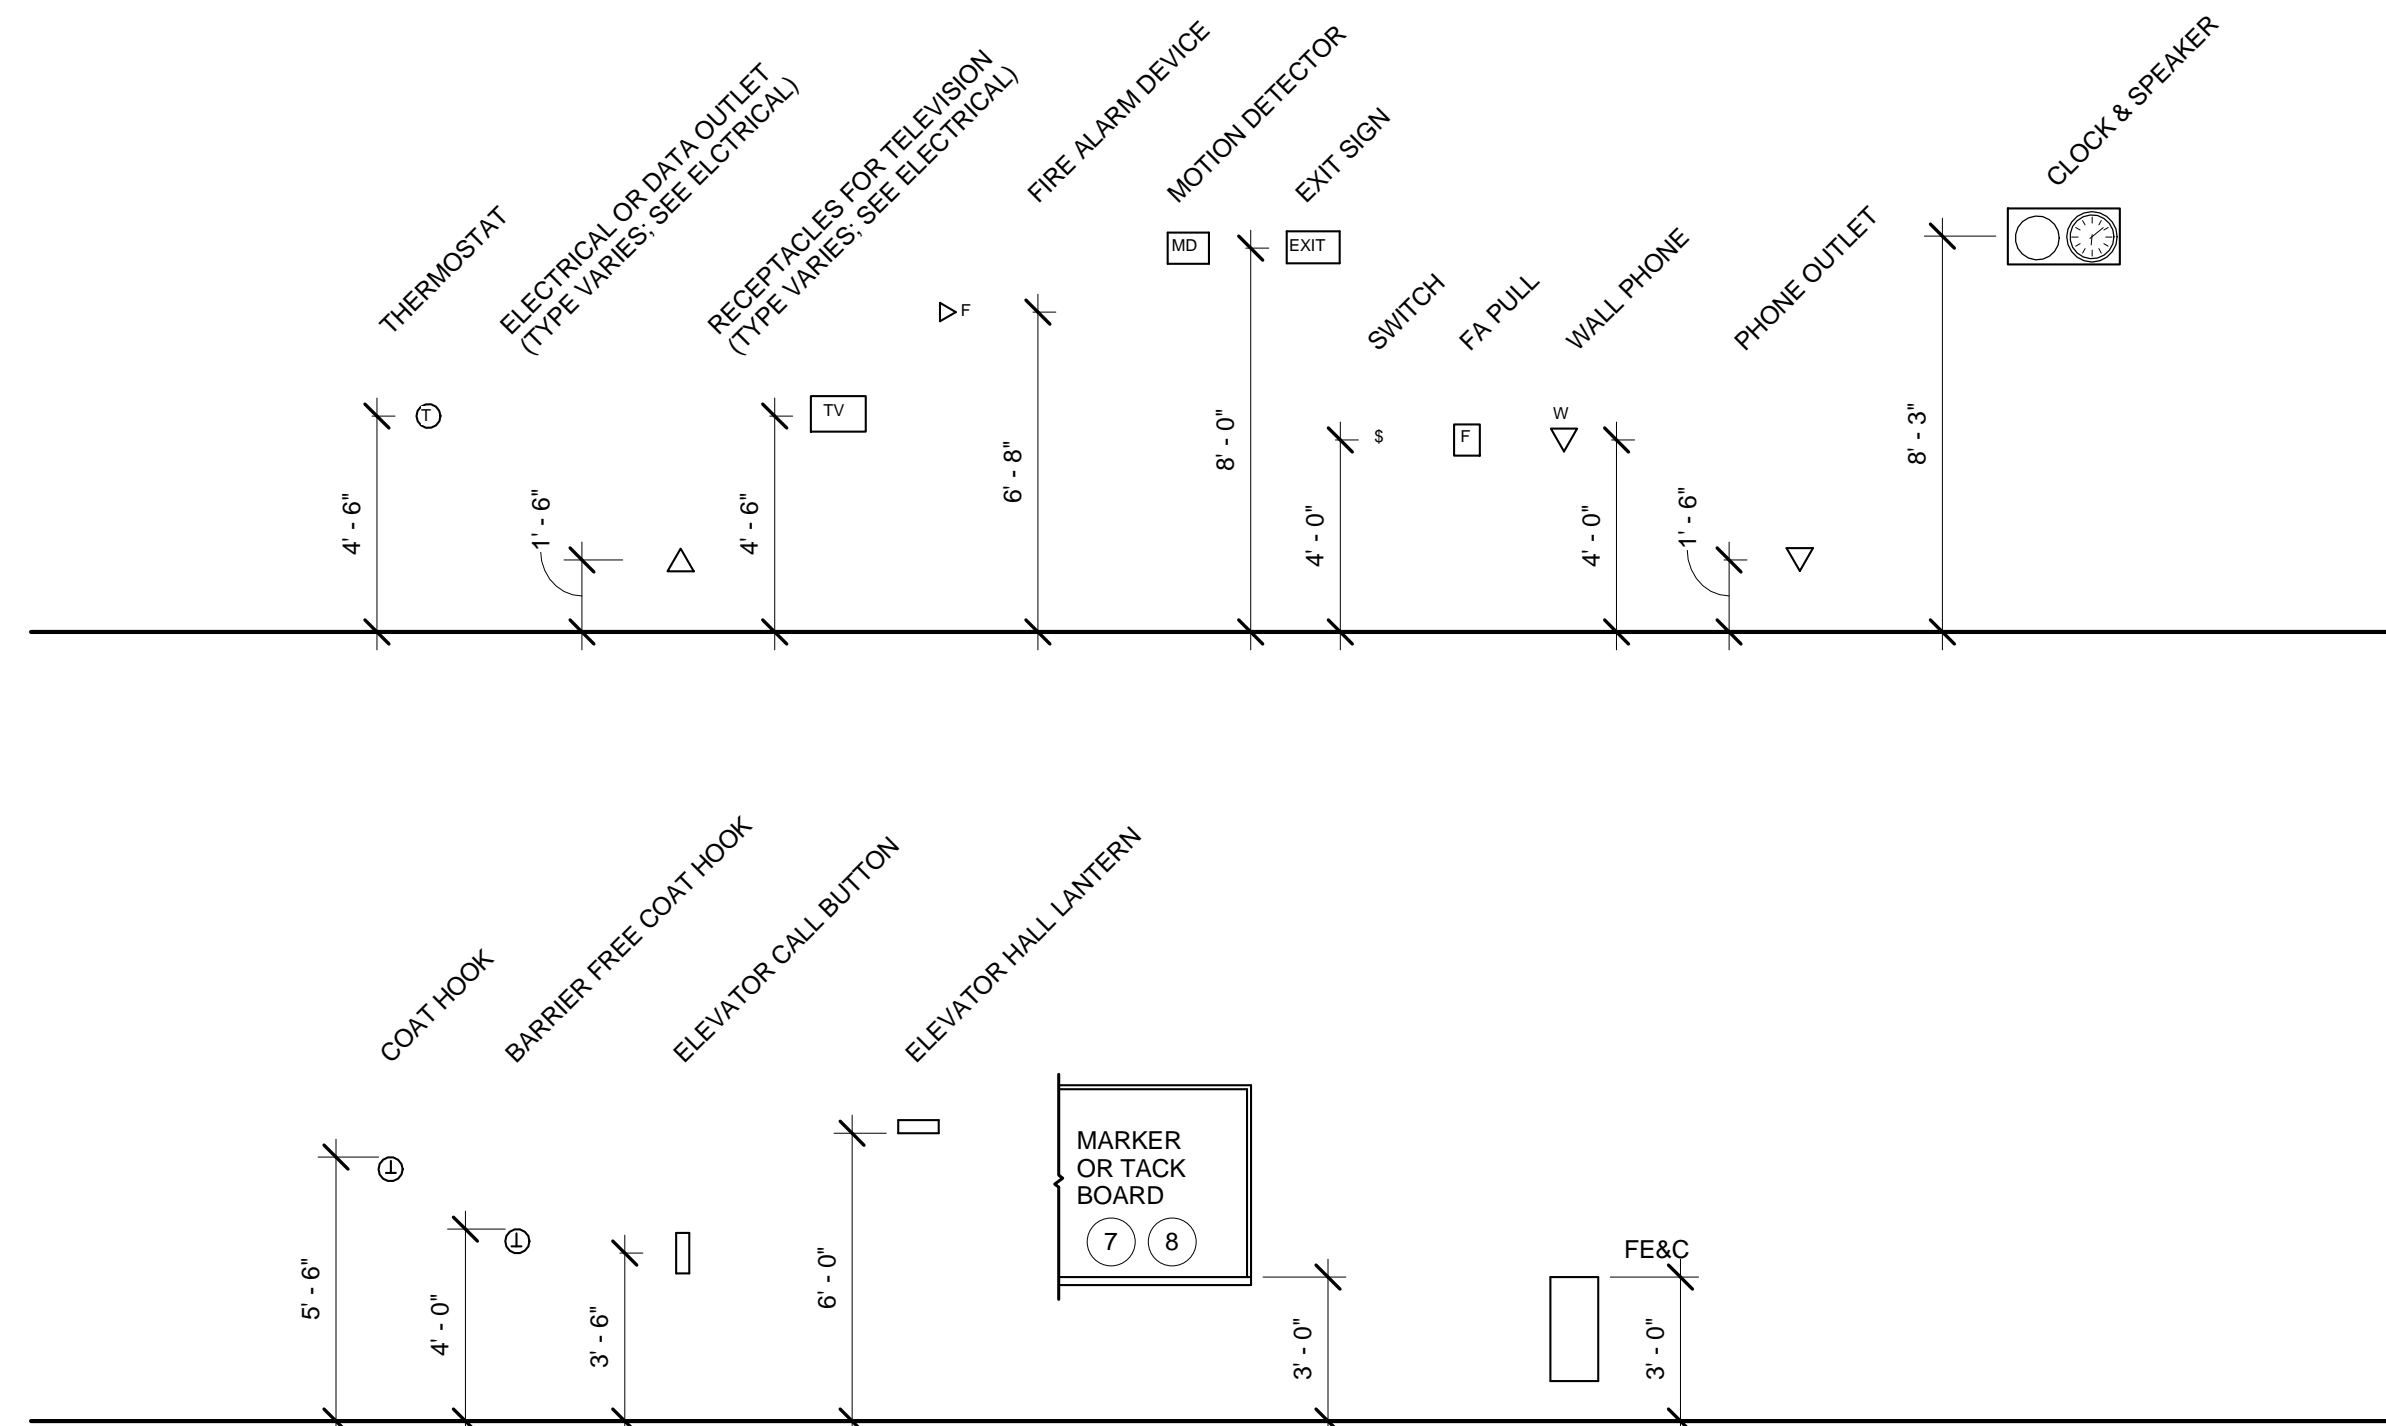 THERMOSTAT
ELECTRICAL OR DATA OUTLET
(TYPE VARIES; SEE ELCTRICAL)
RECEPTACLES FOR TELEVISION
(TYPE VARIES; SEE ELECTRICAL)
FIRE ALARM DEVICE
MOTION DETECTOR
EXIT SIGN
SWITCH
FA PULL
WALL PHONE
PHONE OUTLET
CLOCK & SPEAKER
MD
EXIT
F
T
TV
$
F
W
4' - 6"
1' - 6"
4' - 6"
6' - 8"
8' - 0"
4' - 0"
4' - 0"
1' - 6"
8' - 3"
COAT HOOK
BARRIER FREE COAT HOOK
ELEVATOR CALL BUTTON
ELEVATOR HALL LANTERN
MARKER
OR TACK
BOARD
7 8
FE&C
5' - 6"
4' - 0"
3' - 6"
6' - 0"
3' - 0"
3' - 0"